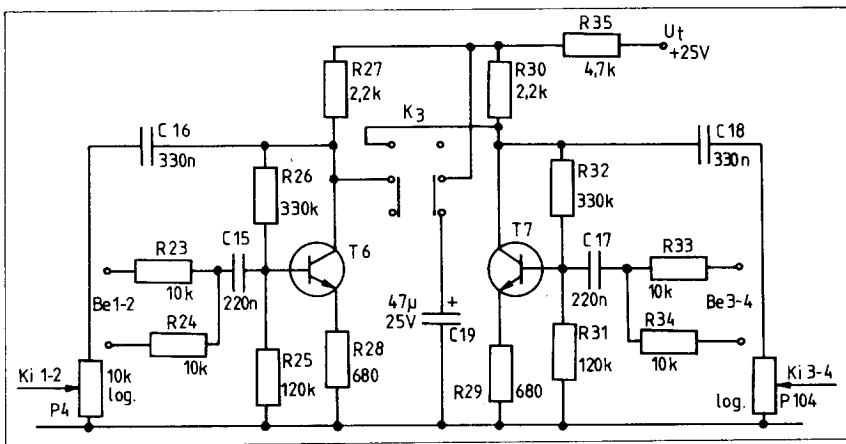 R35
4,7k
Ut
+25V
R27
2,2k
R30
2,2k
K3
C16
330n
C18
330n
R26
330k
R32
330k
C15
220n
T6
T7
C17
220n
R23
10k
R33
10k
Be1-2
Be3-4
R24
10k
R34
10k
47µ
25V
+
C19
R25
120k
R28
680
R29
680
R31
120k
Ki 1-2
10k
log.
P4
Ki 3-4
log.
P104